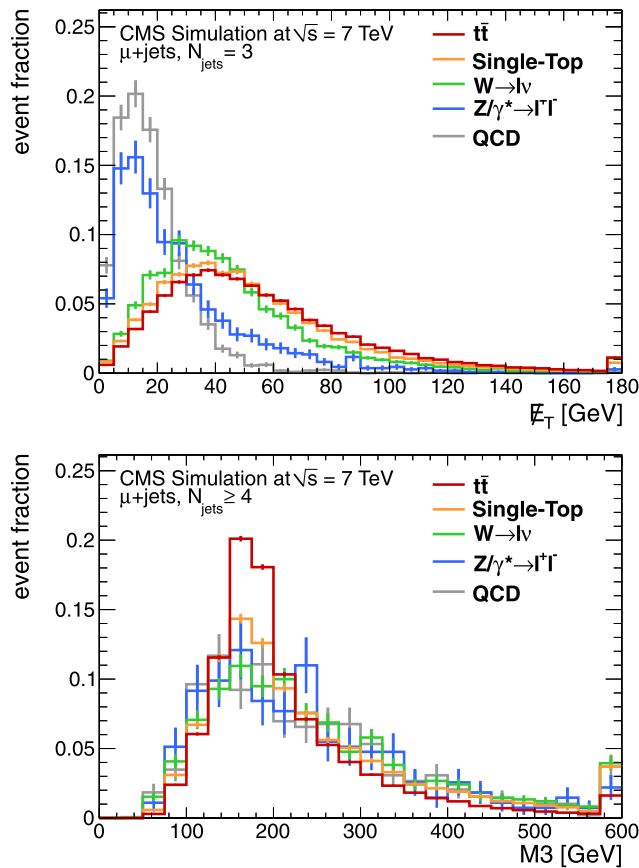 CMS Simulation at √s = 7 TeV
μ+jets, N_jets = 3
tt̄
Single-Top
W→lν
Z/γ*→l⁺l⁻
QCD
event fraction
0.25
0.2
0.15
0.1
0.05
0
0 20 40 60 80 100 120 140 160 180
E̸_T [GeV]
CMS Simulation at √s = 7 TeV
μ+jets, N_jets ≥ 4
tt̄
Single-Top
W→lν
Z/γ*→l⁺l⁻
QCD
event fraction
0.25
0.2
0.15
0.1
0.05
0
0 100 200 300 400 500 600
M3 [GeV]